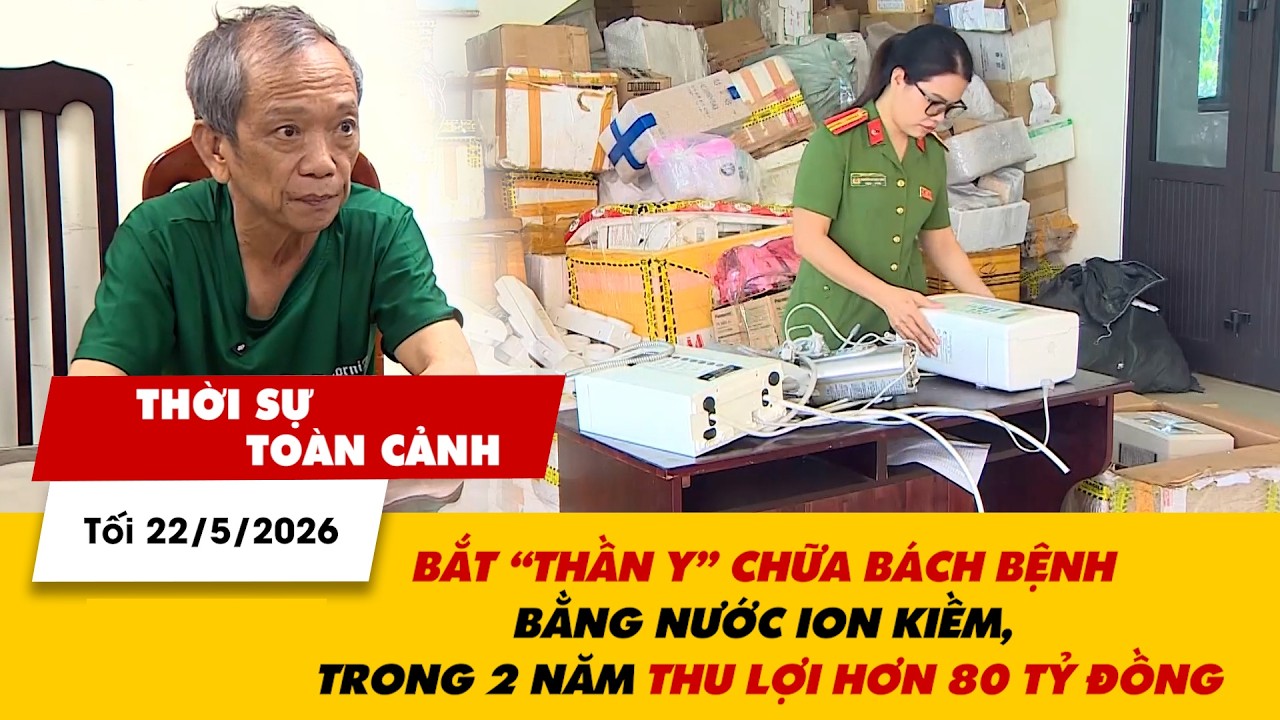 THỜI SỰ
TOÀN CẢNH
Tối 22/5/2026
BẮT “THẦN Y” CHỮA BÁCH BỆNH
BẰNG NƯỚC ION KIỀM,
TRONG 2 NĂM THU LỢI HƠN 80 TỶ ĐỒNG